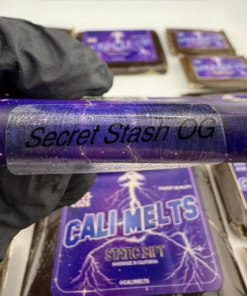 Secret Stash OG
CALI-MELTS
STATIC SIFT
HANDMADE IN CALIFORNIA
@CALIMELTS